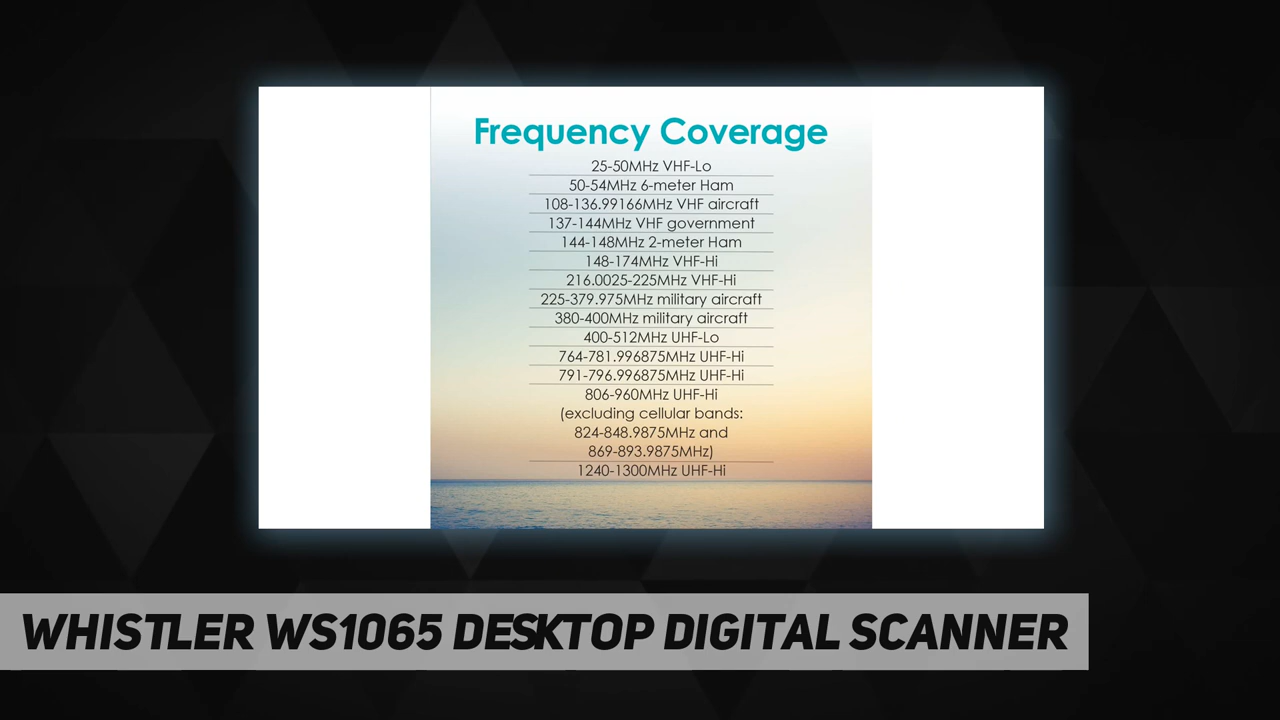 Frequency Coverage
25-50MHz VHF-Lo
50-54MHz 6-meter Ham
108-136.99166MHz VHF aircraft
137-144MHz VHF government
144-148MHz 2-meter Ham
148-174MHz VHF-Hi
216.0025-225MHz VHF-Hi
225-379.975MHz military aircraft
380-400MHz military aircraft
400-512MHz UHF-Lo
764-781.996875MHz UHF-Hi
791-796.996875MHz UHF-Hi
806-960MHz UHF-Hi
(excluding cellular bands:
824-848.9875MHz and
869-893.9875MHz)
1240-1300MHz UHF-Hi
WHISTLER WS1065 DESKTOP DIGITAL SCANNER